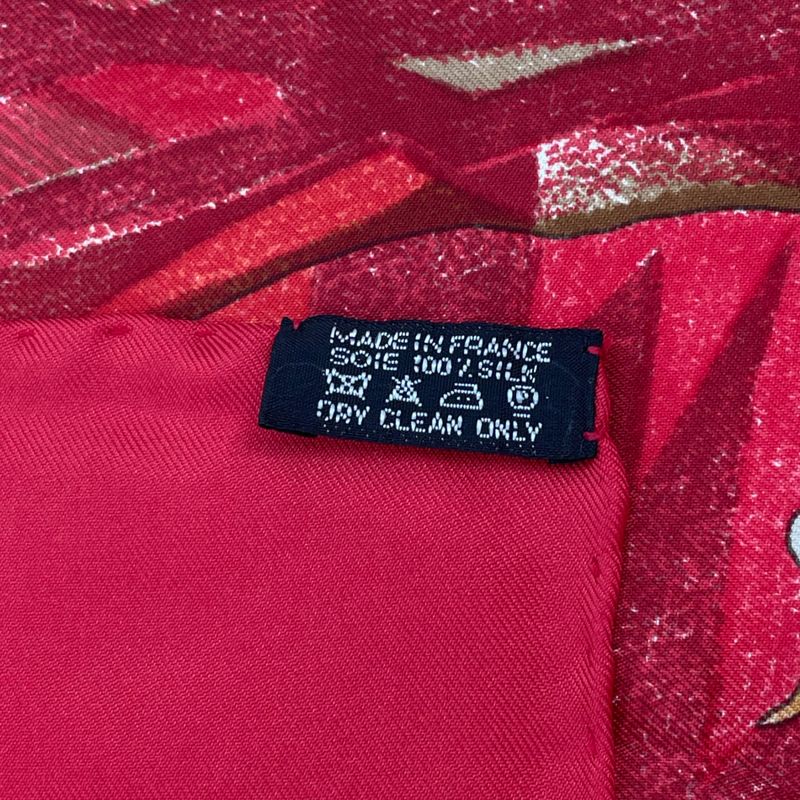 MADE IN FRANCE
SOIE 100% SILK
P
DRY CLEAN ONLY